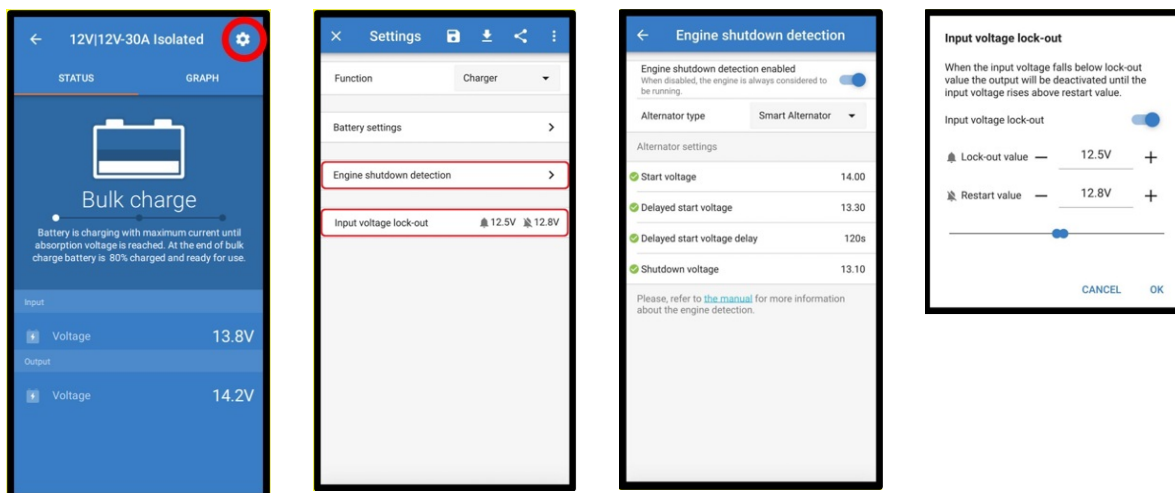 12V|12V-30A Isolated
STATUS
GRAPH
Bulk charge
Battery is charging with maximum current until
absorption voltage is reached. At the end of bulk
charge battery is 80% charged and ready for use.
Input
Voltage 13.8V
Output
Voltage 14.2V
Settings
Function Charger
Battery settings
Engine shutdown detection
Input voltage lock-out 12.5V 12.8V
Engine shutdown detection
Engine shutdown detection enabled
When disabled, the engine is always considered to
be running.
Alternator type Smart Alternator
Alternator settings
Start voltage 14.00
Delayed start voltage 13.30
Delayed start voltage delay 120s
Shutdown voltage 13.10
Please, refer to the manual for more information
about the engine detection.
Input voltage lock-out
When the input voltage falls below lock-out
value the output will be deactivated until the
input voltage rises above restart value.
Input voltage lock-out
Lock-out value — 12.5V +
Restart value — 12.8V +
CANCEL OK